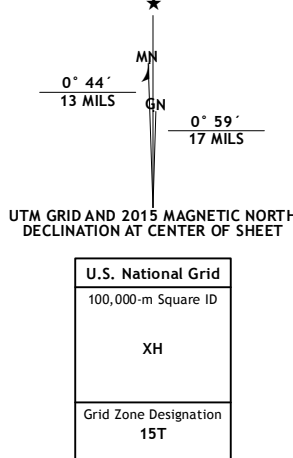 MN
0° 44´
13 MILS
GN
0° 59´
17 MILS
UTM GRID AND 2015 MAGNETIC NORTH
DECLINATION AT CENTER OF SHEET
U.S. National Grid
100,000-m Square ID
XH
Grid Zone Designation
15T